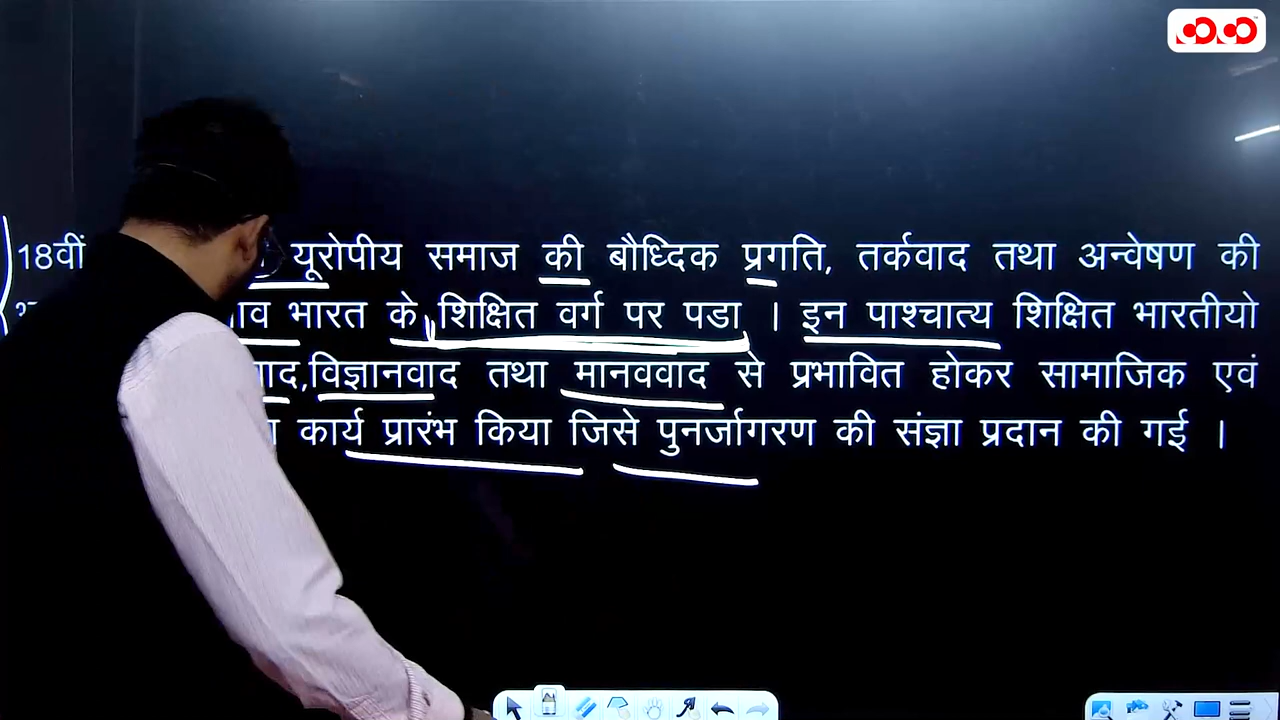 18वीं यूरोपीय समाज की बौध्दिक प्रगति, तर्कवाद तथा अन्वेषण की
भारत के शिक्षित वर्ग पर पडा । इन पाश्चात्य शिक्षित भारतीयो
विज्ञानवाद तथा मानववाद से प्रभावित होकर सामाजिक एवं
कार्य प्रारंभ किया जिसे पुनर्जागरण की संज्ञा प्रदान की गई ।